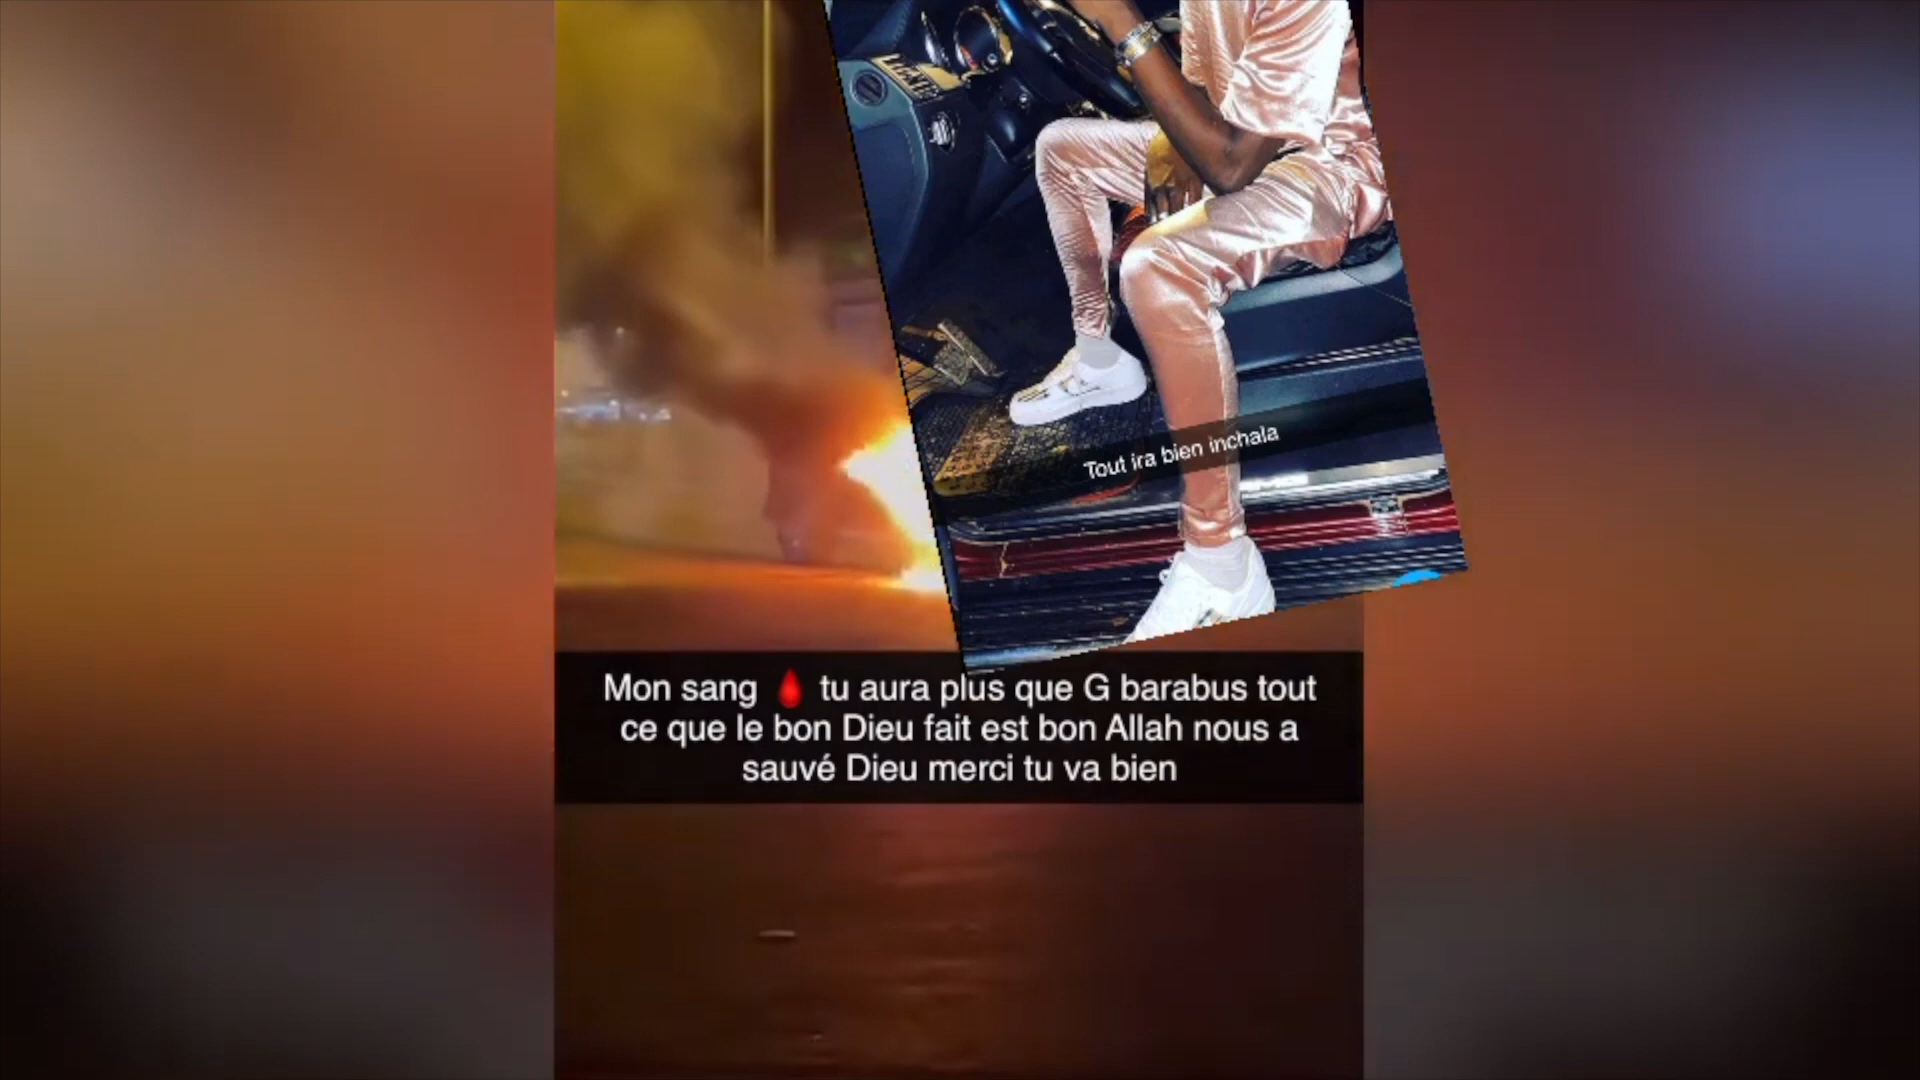 Tout ira bien inchala
Mon sang 🩸 tu aura plus que G barabus tout
ce que le bon Dieu fait est bon Allah nous a
sauvé Dieu merci tu va bien